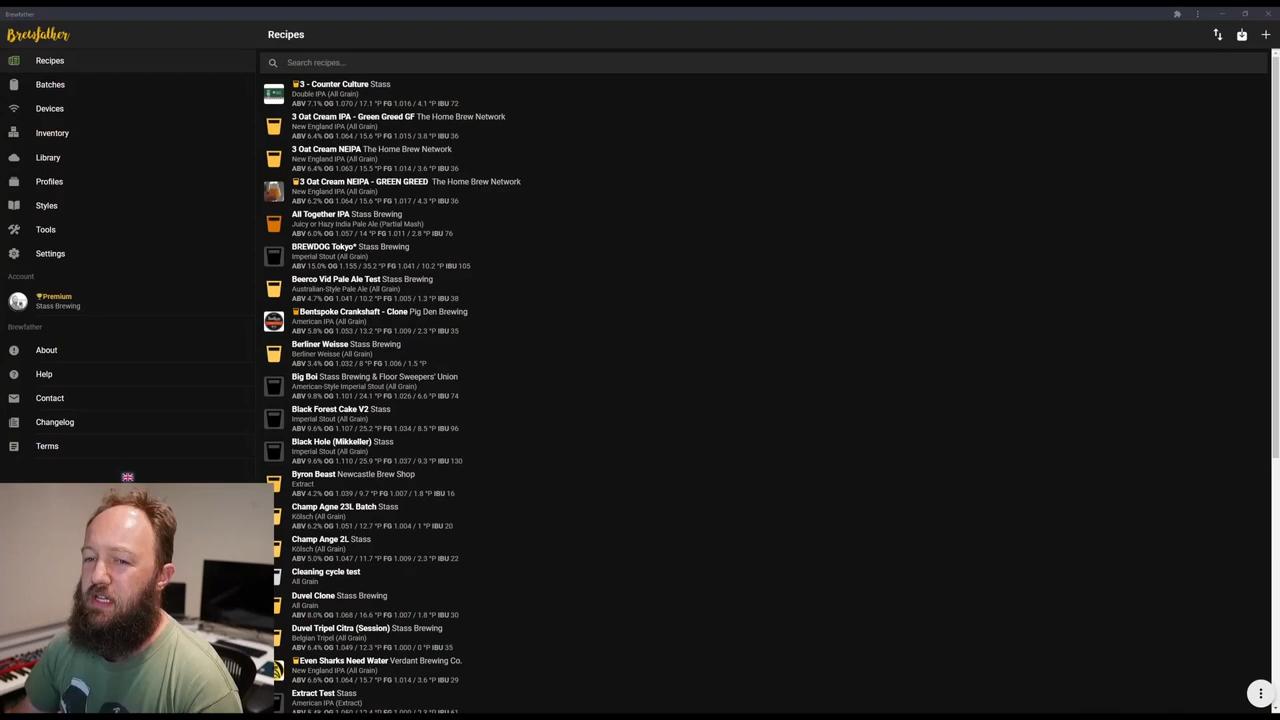 Brewfather
Brewfather
Recipes
Recipes
Batches
Devices
Inventory
Library
Profiles
Styles
Tools
Settings
Account
Premium
Stass Brewing
Brewfather
About
Help
Contact
Changelog
Terms
Search recipes...
3 - Counter Culture Stass
Double IPA (All Grain)
ABV 7.1% OG 1.070 / 17.1 °P FG 1.016 / 4.1 °P IBU 72
3 Oat Cream IPA - Green Greed GF The Home Brew Network
New England IPA (All Grain)
ABV 6.4% OG 1.064 / 15.6 °P FG 1.015 / 3.8 °P IBU 36
3 Oat Cream NEIPA The Home Brew Network
New England IPA (All Grain)
ABV 6.4% OG 1.063 / 15.5 °P FG 1.014 / 3.6 °P IBU 36
3 Oat Cream NEIPA - GREEN GREED The Home Brew Network
New England IPA (All Grain)
ABV 6.2% OG 1.064 / 15.6 °P FG 1.017 / 4.3 °P IBU 36
All Together IPA Stass Brewing
Juicy or Hazy India Pale Ale (Partial Mash)
ABV 6.0% OG 1.057 / 14 °P FG 1.011 / 2.8 °P IBU 76
BREWDOG Tokyo* Stass Brewing
Imperial Stout (All Grain)
ABV 15.0% OG 1.155 / 35.2 °P FG 1.041 / 10.2 °P IBU 105
Beerco Vid Pale Ale Test Stass Brewing
Australian-Style Pale Ale (All Grain)
ABV 4.7% OG 1.041 / 10.2 °P FG 1.005 / 1.3 °P IBU 38
Bentspoke Crankshaft - Clone Pig Den Brewing
American IPA (All Grain)
ABV 5.8% OG 1.053 / 13.2 °P FG 1.009 / 2.3 °P IBU 35
Berliner Weisse Stass Brewing
Berliner Weisse (All Grain)
ABV 3.4% OG 1.032 / 8 °P FG 1.006 / 1.5 °P
Big Boi Stass Brewing & Floor Sweepers' Union
American-Style Imperial Stout (All Grain)
ABV 9.8% OG 1.101 / 24.1 °P FG 1.026 / 6.6 °P IBU 74
Black Forest Cake V2 Stass
Imperial Stout (All Grain)
ABV 9.6% OG 1.107 / 25.2 °P FG 1.034 / 8.5 °P IBU 96
Black Hole (Mikkeller) Stass
Imperial Stout (All Grain)
ABV 9.6% OG 1.110 / 25.9 °P FG 1.037 / 9.3 °P IBU 130
Byron Beast Newcastle Brew Shop
Extract
ABV 4.2% OG 1.039 / 9.7 °P FG 1.007 / 1.8 °P IBU 16
Champ Agne 23L Batch Stass
Kölsch (All Grain)
ABV 6.2% OG 1.051 / 12.7 °P FG 1.004 / 1 °P IBU 20
Champ Ange 2L Stass
Kölsch (All Grain)
ABV 5.0% OG 1.047 / 11.7 °P FG 1.009 / 2.3 °P IBU 22
Cleaning cycle test
All Grain
Duvel Clone Stass Brewing
All Grain
ABV 8.0% OG 1.068 / 16.6 °P FG 1.007 / 1.8 °P IBU 30
Duvel Tripel Citra (Session) Stass Brewing
Belgian Tripel (All Grain)
ABV 6.4% OG 1.049 / 12.3 °P FG 1.000 / 0 °P IBU 35
Even Sharks Need Water Verdant Brewing Co.
New England IPA (All Grain)
ABV 6.6% OG 1.064 / 15.7 °P FG 1.014 / 3.6 °P IBU 29
Extract Test Stass
American IPA (Extract)